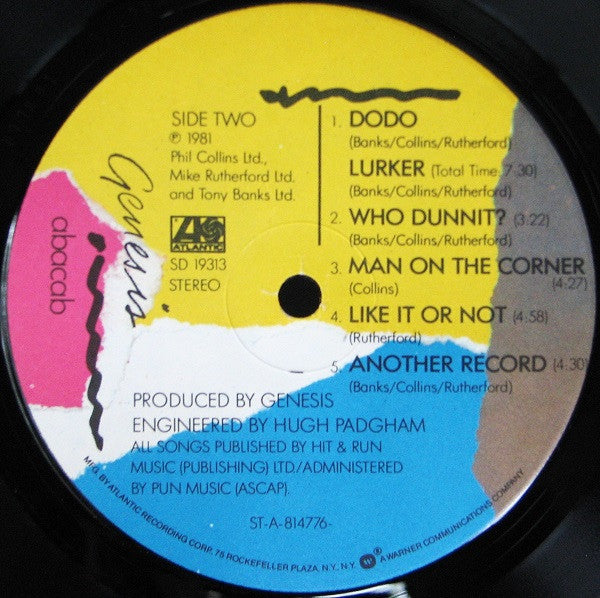 Genesis
abacab
SIDE TWO
℗ 1981
Phil Collins Ltd.,
Mike Rutherford Ltd.
and Tony Banks Ltd.
ATLANTIC
SD 19313
STEREO
1. DODO
(Banks/Collins/Rutherford)
LURKER (Total Time: 7:30)
(Banks/Collins/Rutherford)
2. WHO DUNNIT? (3:22)
(Banks/Collins/Rutherford)
3. MAN ON THE CORNER
(Collins) (4:27)
4. LIKE IT OR NOT (4:58)
(Rutherford)
5. ANOTHER RECORD (4:30)
(Banks/Collins/Rutherford)
PRODUCED BY GENESIS
ENGINEERED BY HUGH PADGHAM
ALL SONGS PUBLISHED BY HIT & RUN
MUSIC (PUBLISHING) LTD./ADMINISTERED
BY PUN MUSIC (ASCAP).
ST-A-814776-
MFG. BY ATLANTIC RECORDING CORP., 75 ROCKEFELLER PLAZA, N.Y., N.Y. ® A WARNER COMMUNICATIONS COMPANY